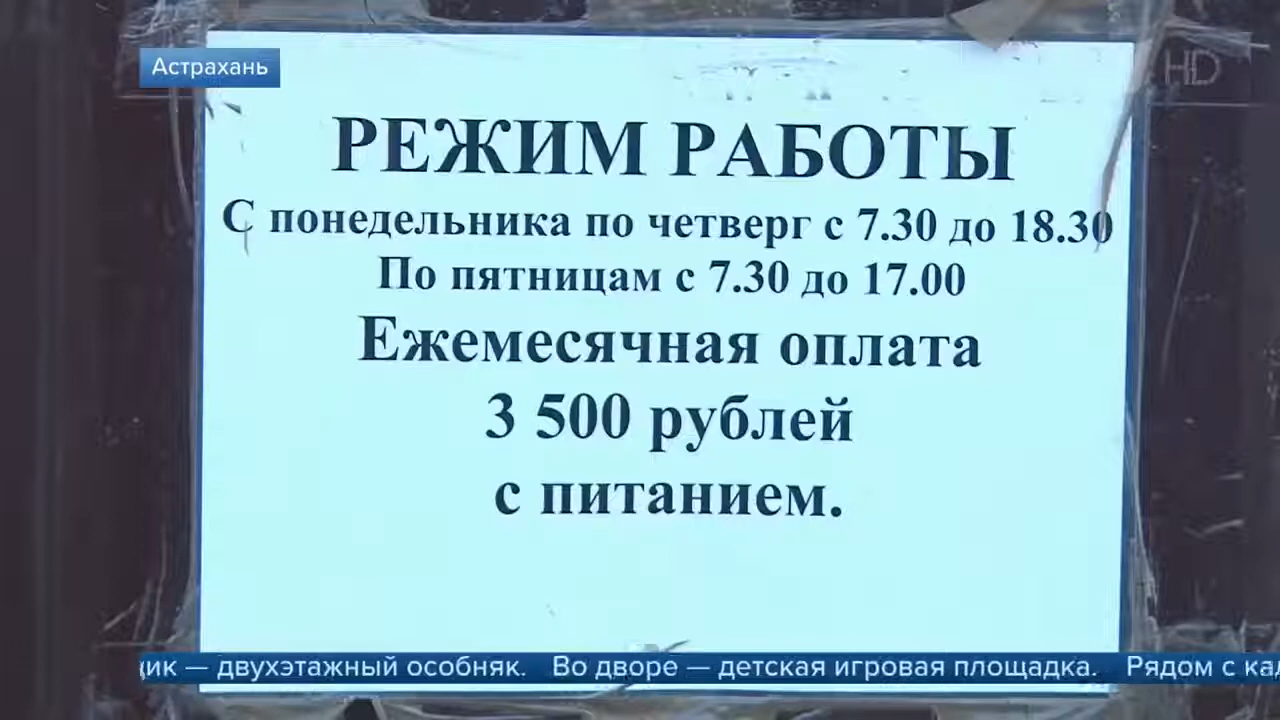 Астрахань
HD
РЕЖИМ РАБОТЫ
С понедельника по четверг с 7.30 до 18.30
По пятницам с 7.30 до 17.00
Ежемесячная оплата
3 500 рублей
с питанием.
— двухэтажный особняк. Во дворе — детская игровая площадка. Рядом с